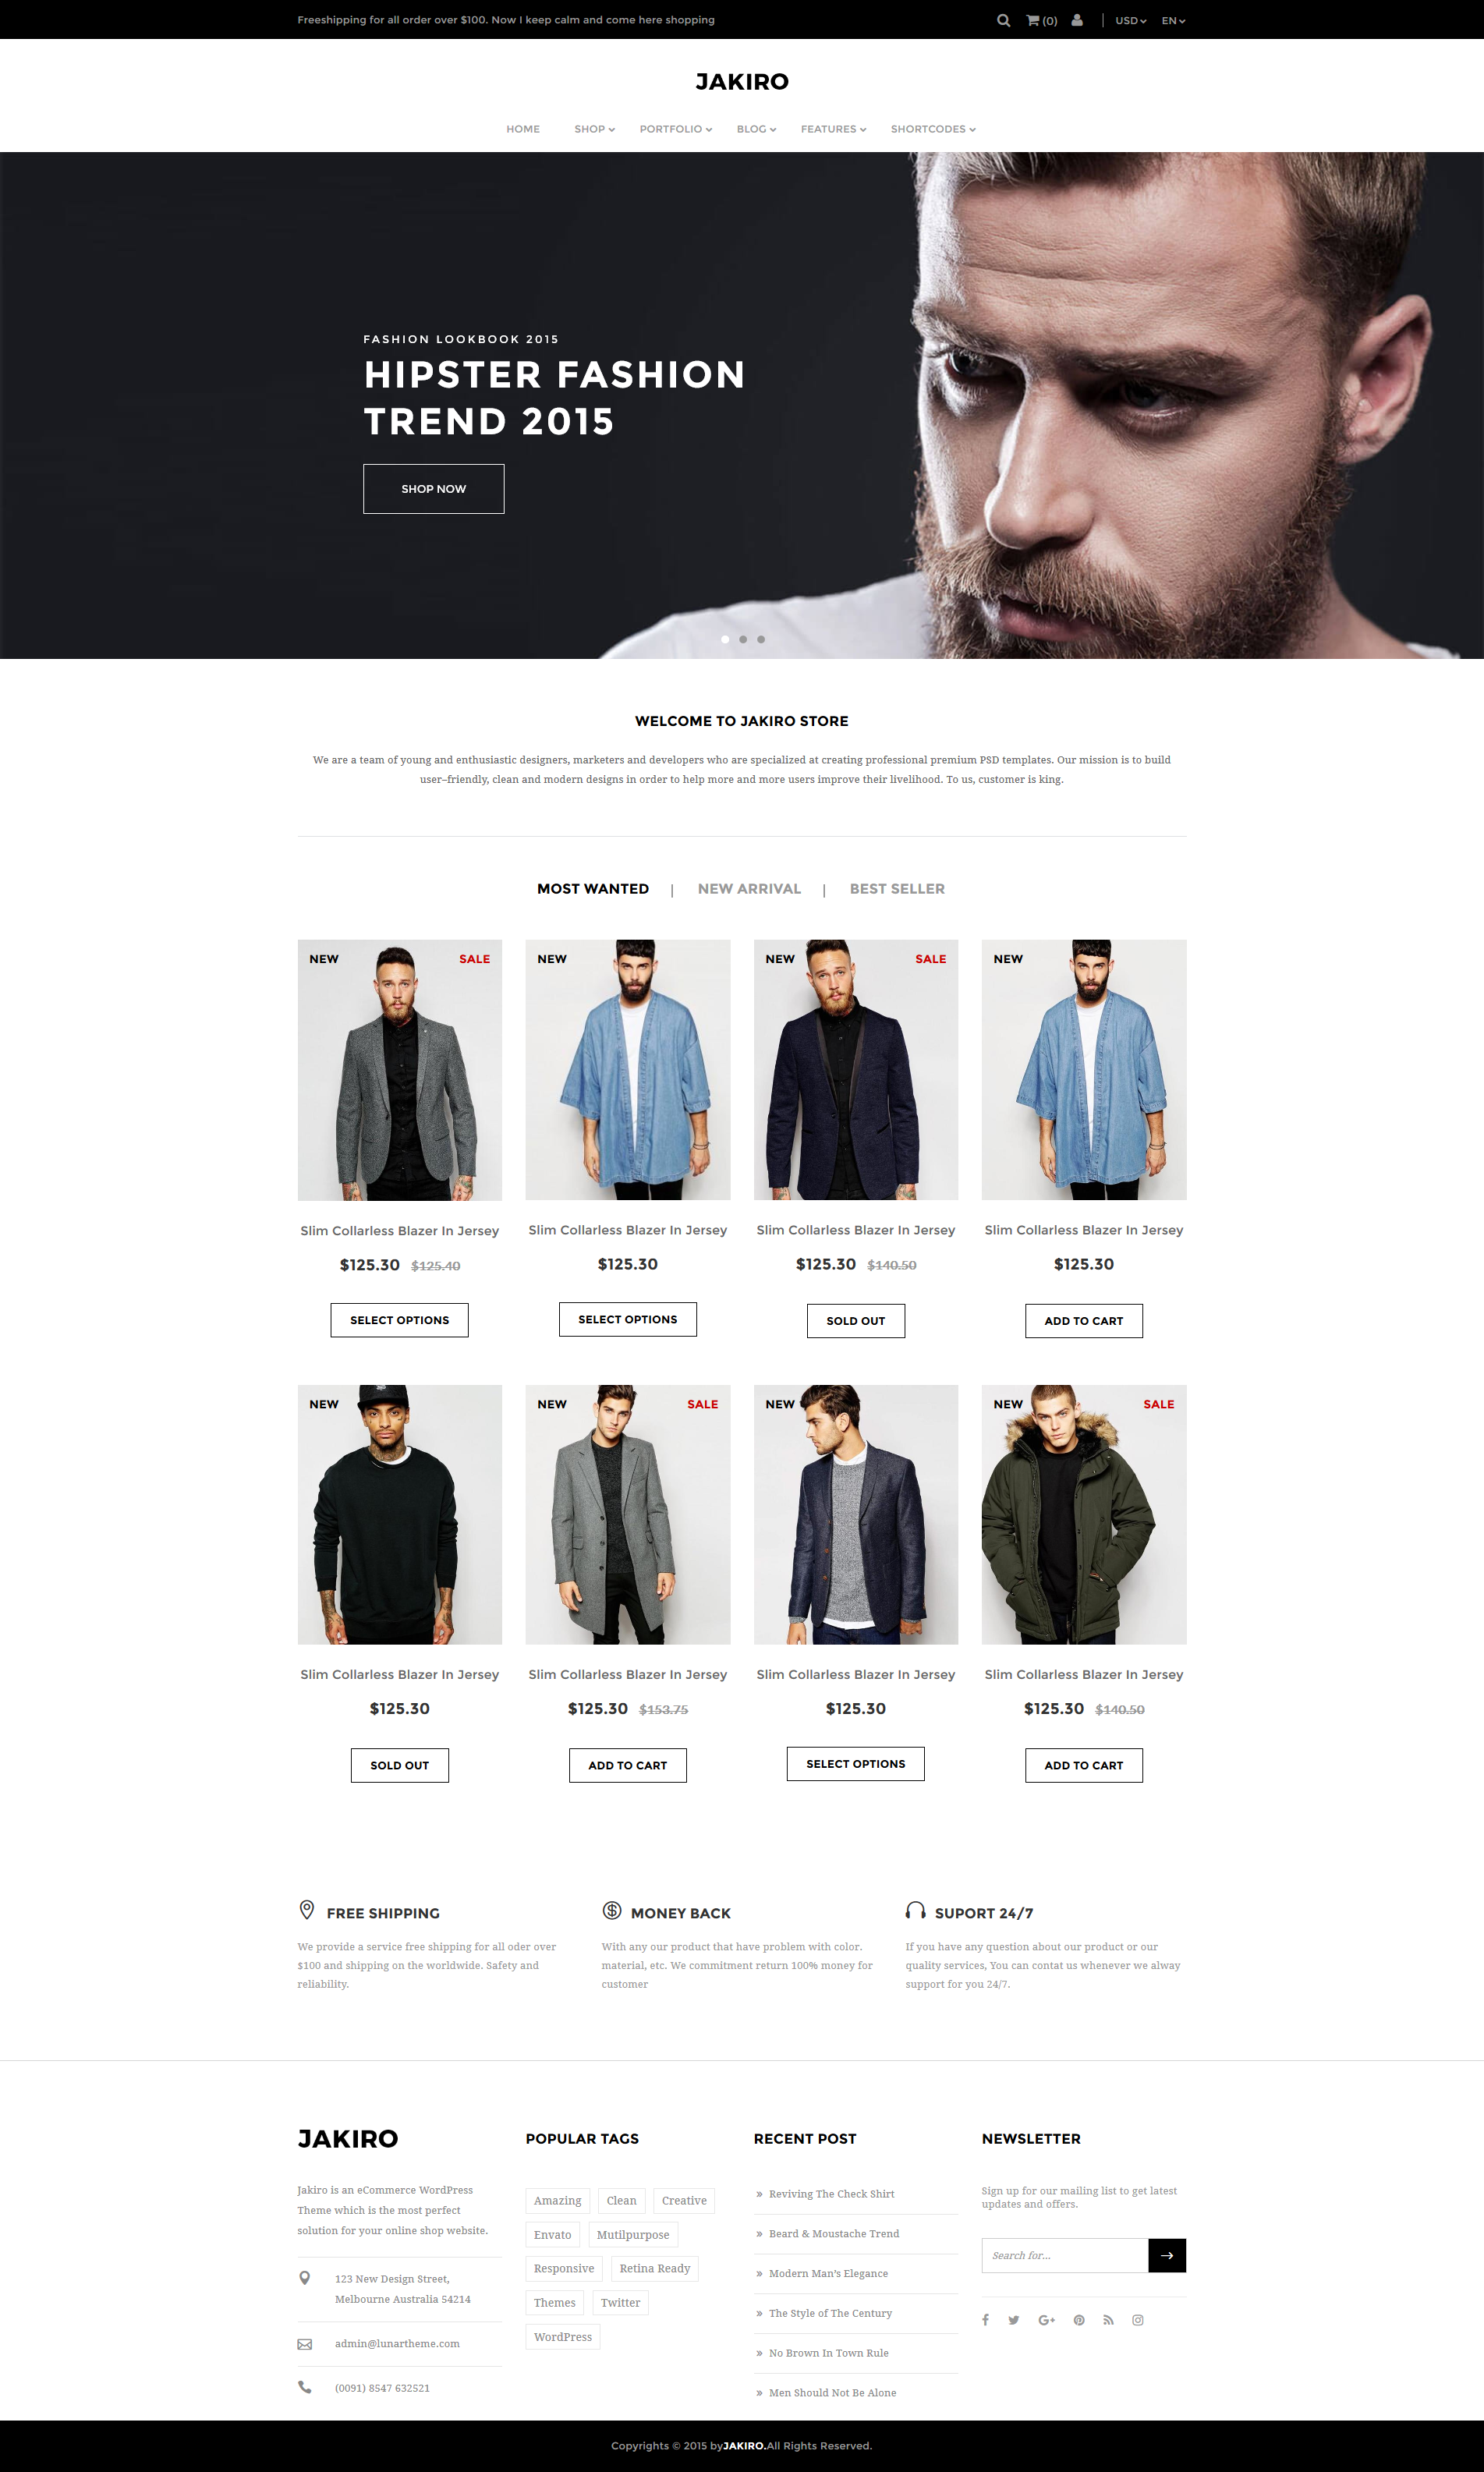 Freeshipping for all order over $100. Now I keep calm and come here shopping
(0) USD EN
JAKIRO
HOME SHOP PORTFOLIO BLOG FEATURES SHORTCODES
FASHION LOOKBOOK 2015
HIPSTER FASHION
TREND 2015
SHOP NOW
WELCOME TO JAKIRO STORE
We are a team of young and enthusiastic designers, marketers and developers who are specialized at creating professional premium PSD templates. Our mission is to build
user–friendly, clean and modern designs in order to help more and more users improve their livelihood. To us, customer is king.
MOST WANTED | NEW ARRIVAL | BEST SELLER
NEW SALE NEW NEW SALE NEW
Slim Collarless Blazer In Jersey Slim Collarless Blazer In Jersey Slim Collarless Blazer In Jersey Slim Collarless Blazer In Jersey
$125.30 $125.40 $125.30 $125.30 $140.50 $125.30
SELECT OPTIONS SELECT OPTIONS SOLD OUT ADD TO CART
NEW NEW SALE NEW NEW SALE
Slim Collarless Blazer In Jersey Slim Collarless Blazer In Jersey Slim Collarless Blazer In Jersey Slim Collarless Blazer In Jersey
$125.30 $125.30 $153.75 $125.30 $125.30 $140.50
SOLD OUT ADD TO CART SELECT OPTIONS ADD TO CART
FREE SHIPPING
We provide a service free shipping for all oder over
$100 and shipping on the worldwide. Safety and
reliability.
MONEY BACK
With any our product that have problem with color.
material, etc. We commitment return 100% money for
customer
SUPORT 24/7
If you have any question about our product or our
quality services, You can contat us whenever we alway
support for you 24/7.
JAKIRO
Jakiro is an eCommerce WordPress
Theme which is the most perfect
solution for your online shop website.
123 New Design Street,
Melbourne Australia 54214
admin@lunartheme.com
(0091) 8547 632521
POPULAR TAGS
Amazing Clean Creative
Envato Mutilpurpose
Responsive Retina Ready
Themes Twitter
WordPress
RECENT POST
» Reviving The Check Shirt
» Beard & Moustache Trend
» Modern Man's Elegance
» The Style of The Century
» No Brown In Town Rule
» Men Should Not Be Alone
NEWSLETTER
Sign up for our mailing list to get latest
updates and offers.
Search for...
Copyrights © 2015 byJAKIRO.All Rights Reserved.